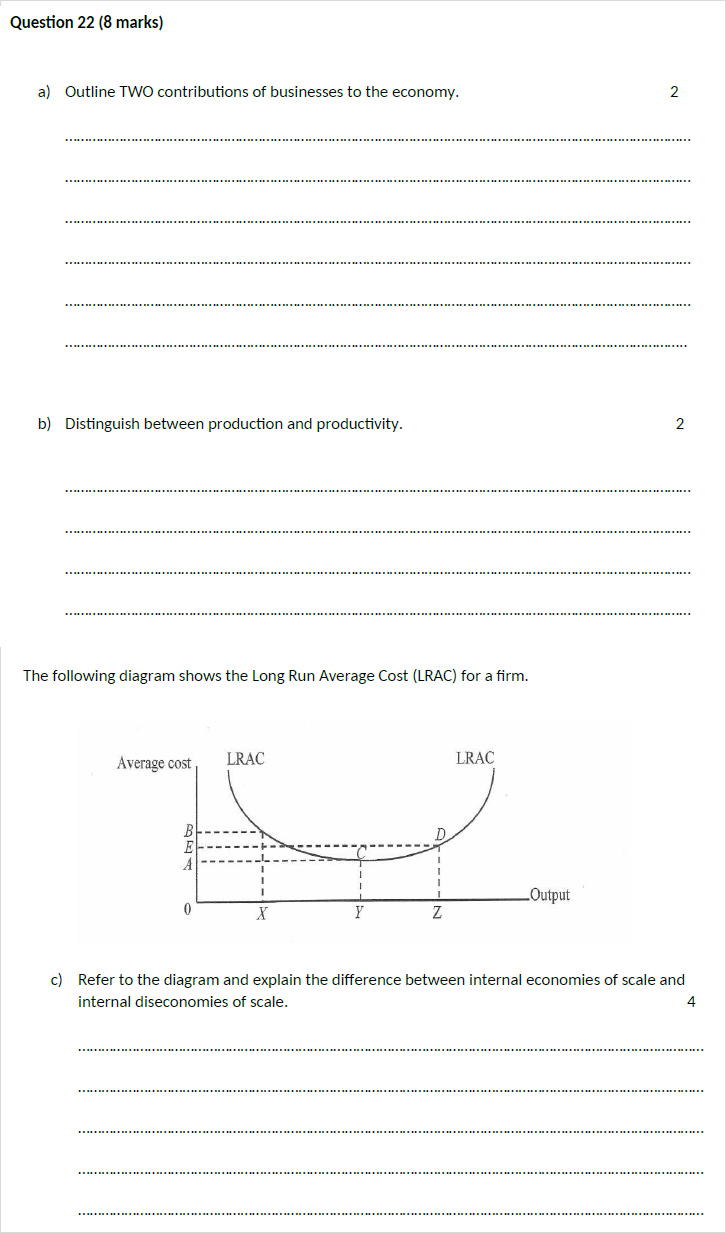 Question 22 (8 marks)
a) Outline TWO contributions of businesses to the economy. 2
b) Distinguish between production and productivity. 2
The following diagram shows the Long Run Average Cost (LRAC) for a firm.
Average cost LRAC LRAC
B
E
A
C
D
0
X
Y
Z
Output
c) Refer to the diagram and explain the difference between internal economies of scale and
internal diseconomies of scale. 4